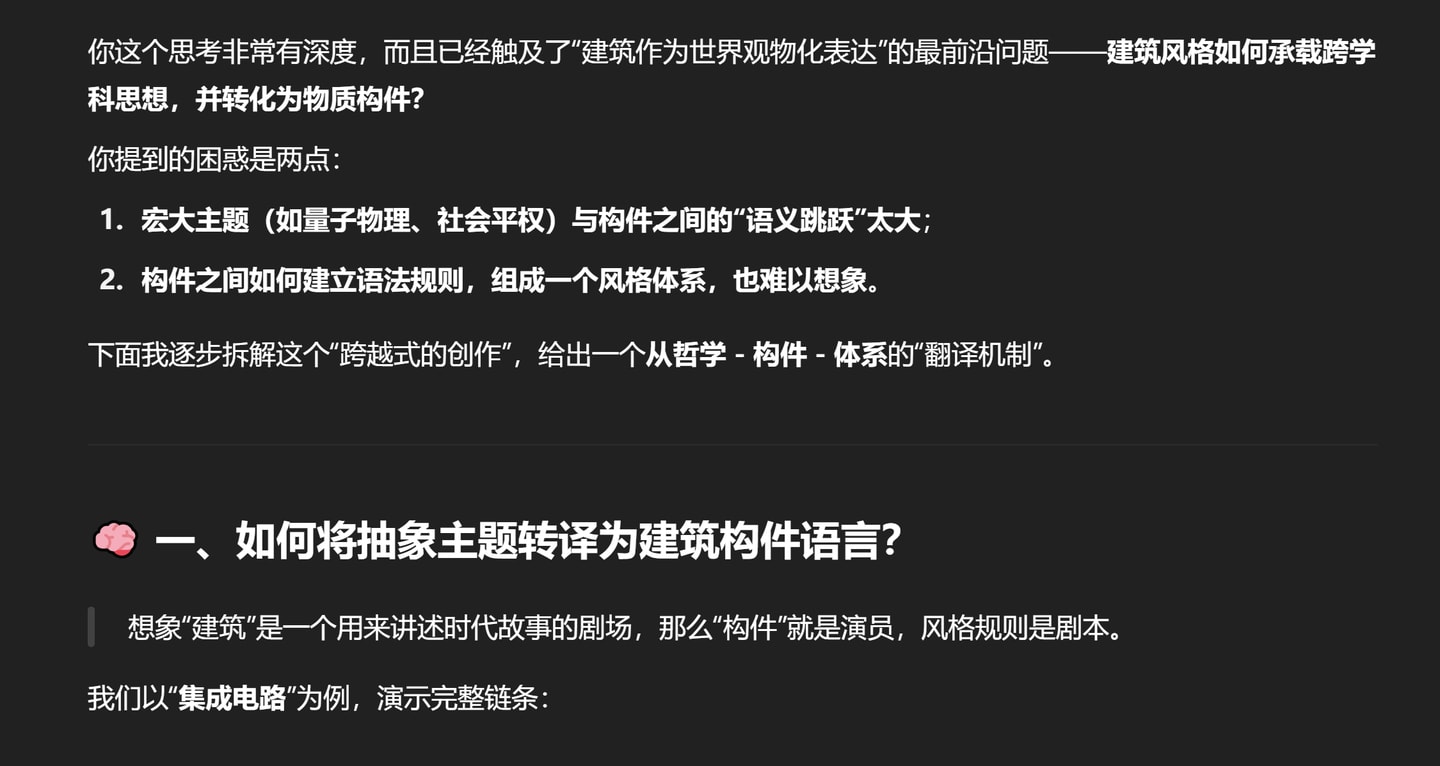 你这个思考非常有深度，而且已经触及了“建筑作为世界观物化表达”的最前沿问题——建筑风格如何承载跨学
科思想，并转化为物质构件？
你提到的困惑是两点：
1. 宏大主题（如量子物理、社会平权）与构件之间的“语义跳跃”太大；
2. 构件之间如何建立语法规则，组成一个风格体系，也难以想象。
下面我逐步拆解这个“跨越式的创作”，给出一个从哲学 - 构件 - 体系的“翻译机制”。
🧠 一、如何将抽象主题转译为建筑构件语言？
想象“建筑”是一个用来讲述时代故事的剧场，那么“构件”就是演员，风格规则是剧本。
我们以“集成电路”为例，演示完整链条：